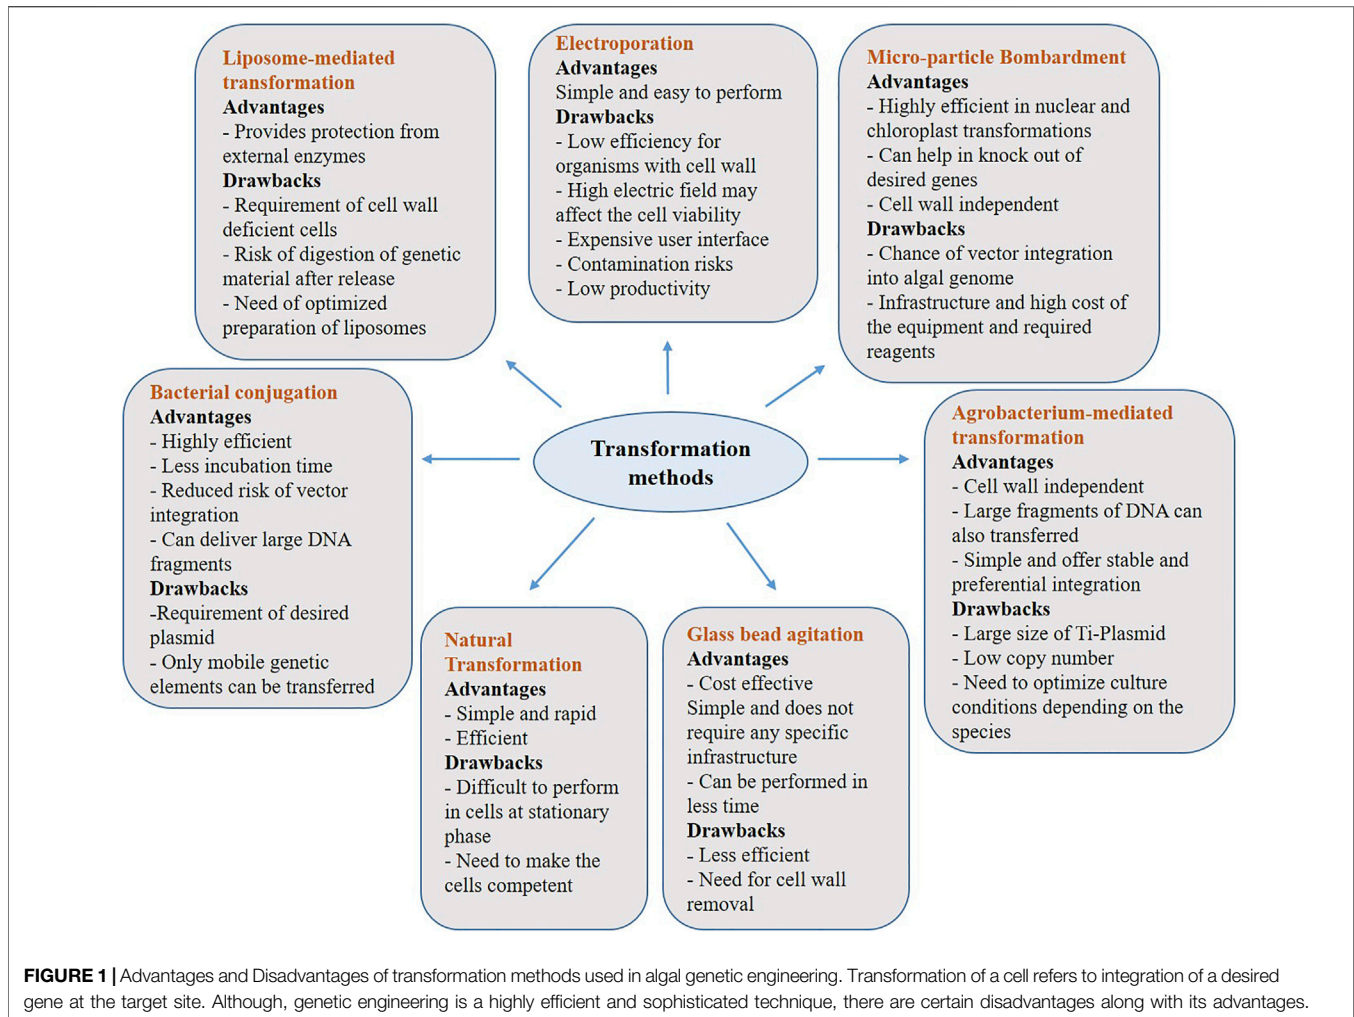 Liposome-mediated
transformation
Advantages
- Provides protection from
external enzymes
Drawbacks
- Requirement of cell wall
deficient cells
- Risk of digestion of genetic
material after release
- Need of optimized
preparation of liposomes
Electroporation
Advantages
Simple and easy to perform
Drawbacks
- Low efficiency for
organisms with cell wall
- High electric field may
affect the cell viability
- Expensive user interface
- Contamination risks
- Low productivity
Micro-particle Bombardment
Advantages
- Highly efficient in nuclear and
chloroplast transformations
- Can help in knock out of
desired genes
- Cell wall independent
Drawbacks
- Chance of vector integration
into algal genome
- Infrastructure and high cost of
the equipment and required
reagents
Bacterial conjugation
Advantages
- Highly efficient
- Less incubation time
- Reduced risk of vector
integration
- Can deliver large DNA
fragments
Drawbacks
-Requirement of desired
plasmid
- Only mobile genetic
elements can be transferred
Transformation
methods
Agrobacterium-mediated
transformation
Advantages
- Cell wall independent
- Large fragments of DNA can
also transferred
- Simple and offer stable and
preferential integration
Drawbacks
- Large size of Ti-Plasmid
- Low copy number
- Need to optimize culture
conditions depending on the
species
Natural
Transformation
Advantages
- Simple and rapid
- Efficient
Drawbacks
- Difficult to perform
in cells at stationary
phase
- Need to make the
cells competent
Glass bead agitation
Advantages
- Cost effective
Simple and does not
require any specific
infrastructure
- Can be performed in
less time
Drawbacks
- Less efficient
- Need for cell wall
removal
FIGURE 1 | Advantages and Disadvantages of transformation methods used in algal genetic engineering. Transformation of a cell refers to integration of a desired
gene at the target site. Although, genetic engineering is a highly efficient and sophisticated technique, there are certain disadvantages along with its advantages.